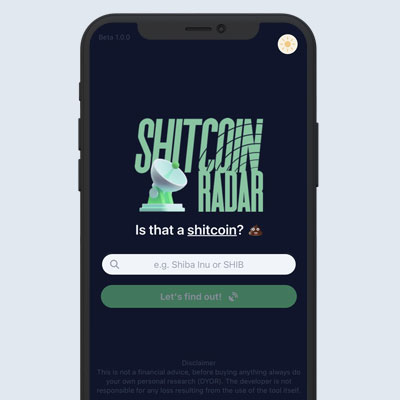 Beta 1.0.0
SHITCOIN
RADAR
Is that a shitcoin? 💩
e.g. Shiba Inu or SHIB
Let's find out!
Disclaimer
This is not a financial advice, before buying anything always do
your own personal research (DYOR). The developer is not
responsible for any loss resulting from the use of the tool itself.